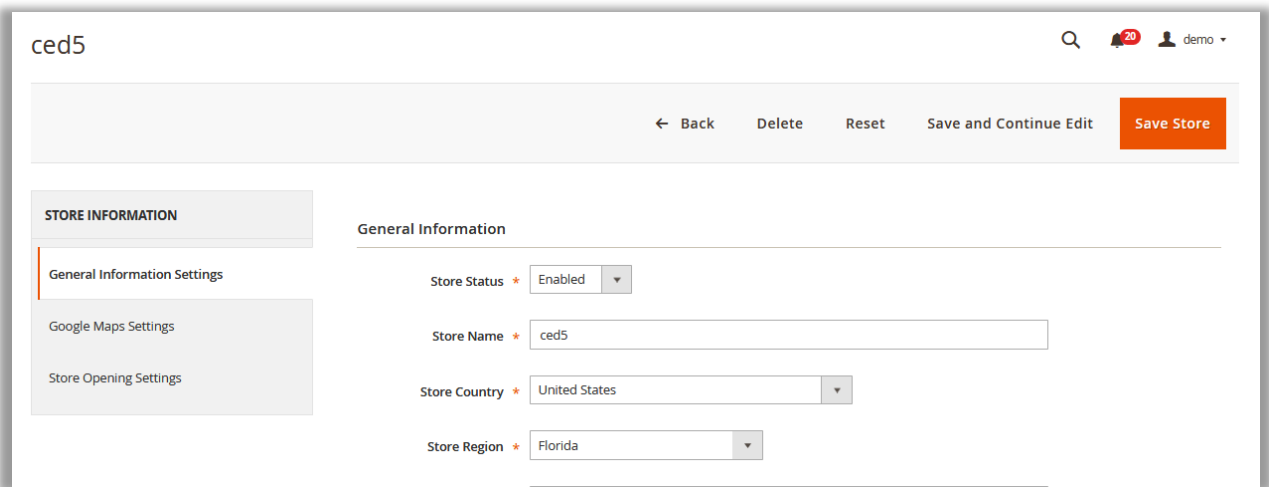 ced5
20
demo
← Back Delete Reset Save and Continue Edit Save Store
STORE INFORMATION
General Information Settings
Google Maps Settings
Store Opening Settings
General Information
Store Status * Enabled
Store Name * ced5
Store Country * United States
Store Region * Florida